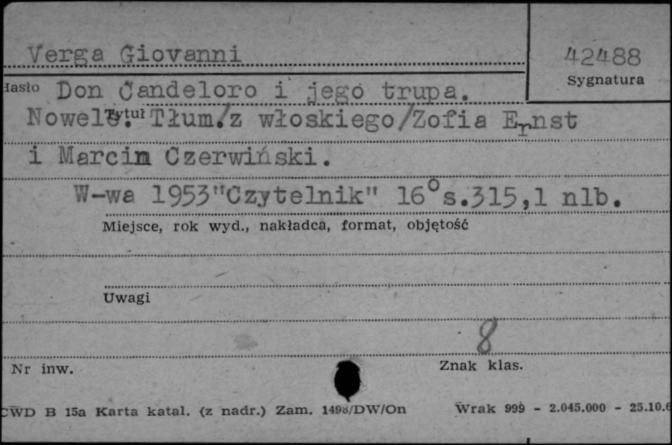 Verga Giovanni
42488
Hasło
Sygnatura
Don Candeloro i jego trupa.
Tytuł
Nowele. Tłum./z włoskiego/Zofia Ernst
i Marcin Czerwiński.
W-wa 1953"Czytelnik" 16° s.315,1 nlb.
Miejsce, rok wyd., nakładca, format, objętość
Uwagi
8
Nr inw.
Znak klas.
CWD B 15a Karta katal. (z nadr.) Zam. 1498/DW/On
Wrak 999 - 2.045.000 - 25.10.6